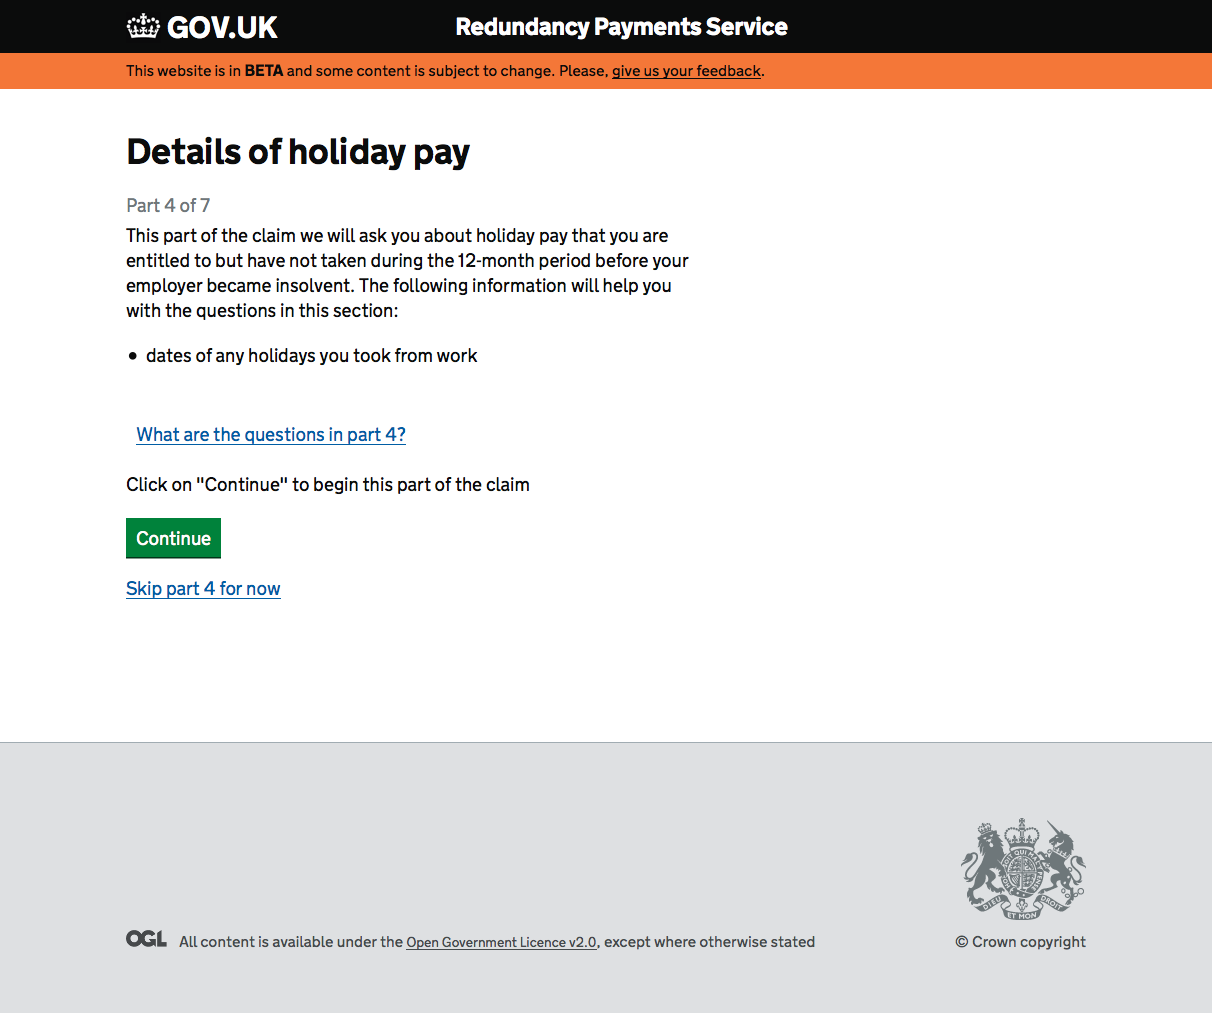 GOV.UK
Redundancy Payments Service
This website is in BETA and some content is subject to change. Please, give us your feedback.
Details of holiday pay
Part 4 of 7
This part of the claim we will ask you about holiday pay that you are
entitled to but have not taken during the 12-month period before your
employer became insolvent. The following information will help you
with the questions in this section:
• dates of any holidays you took from work
What are the questions in part 4?
Click on "Continue" to begin this part of the claim
Continue
Skip part 4 for now
DIEU ET MON DROIT
OGL All content is available under the Open Government Licence v2.0, except where otherwise stated
© Crown copyright